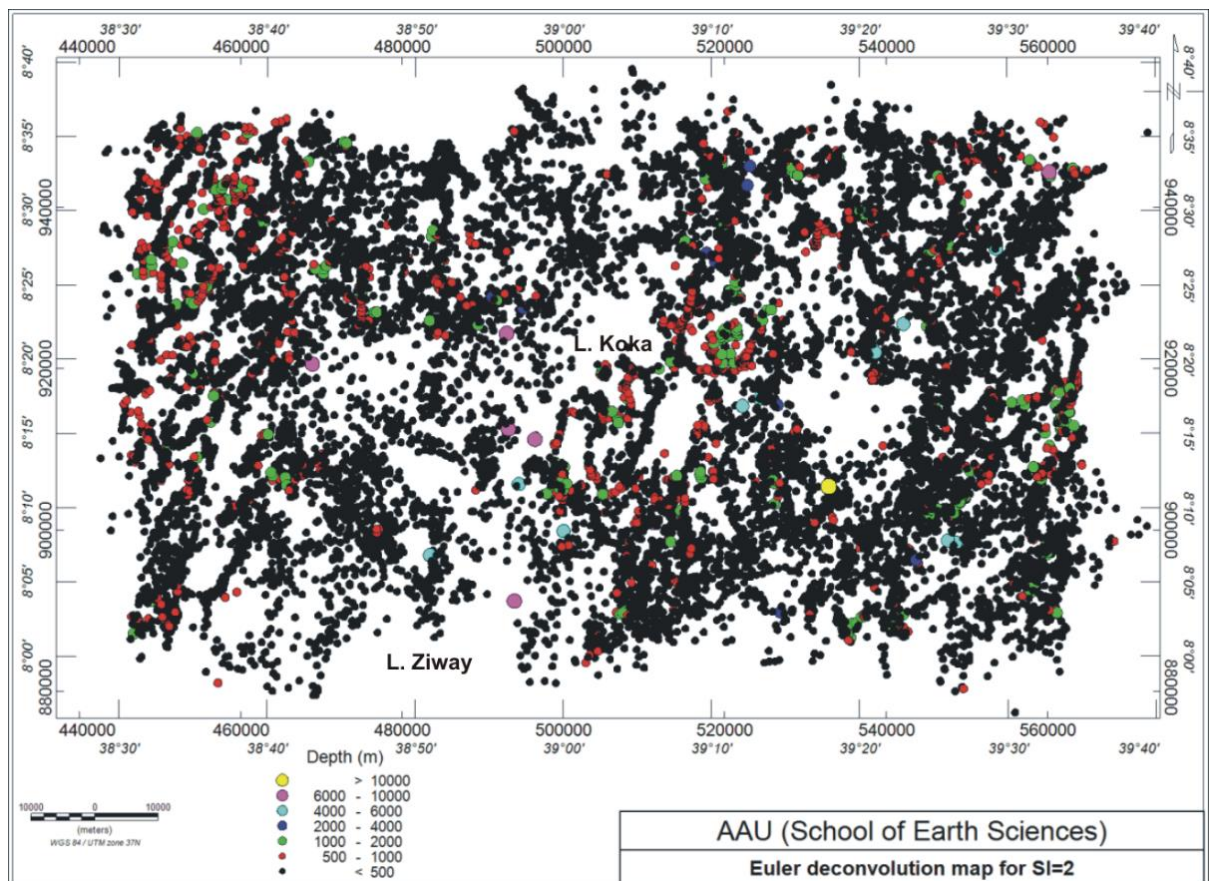 38°30' 38°40' 38°50' 39°00' 39°10' 39°20' 39°30' 39°40'
440000 460000 480000 500000 520000 540000 560000
8°40' 8°40'
8°35' 8°35'
940000 8°30' 8°30' 940000
8°25' 8°25'
L. Koka
920000 8°20' 8°20' 920000
8°15' 8°15'
900000 8°10' 8°10' 900000
8°05' 8°05'
880000 8°00' 8°00' 880000
L. Ziway
440000 460000 480000 500000 520000 540000 560000
38°30' 38°40' 38°50' 39°00' 39°10' 39°20' 39°30' 39°40'
Depth (m)
> 10000
6000 - 10000
4000 - 6000
2000 - 4000
1000 - 2000
500 - 1000
< 500
10000 0 10000
(meters)
WGS 84 / UTM zone 37N
AAU (School of Earth Sciences)
Euler deconvolution map for SI=2